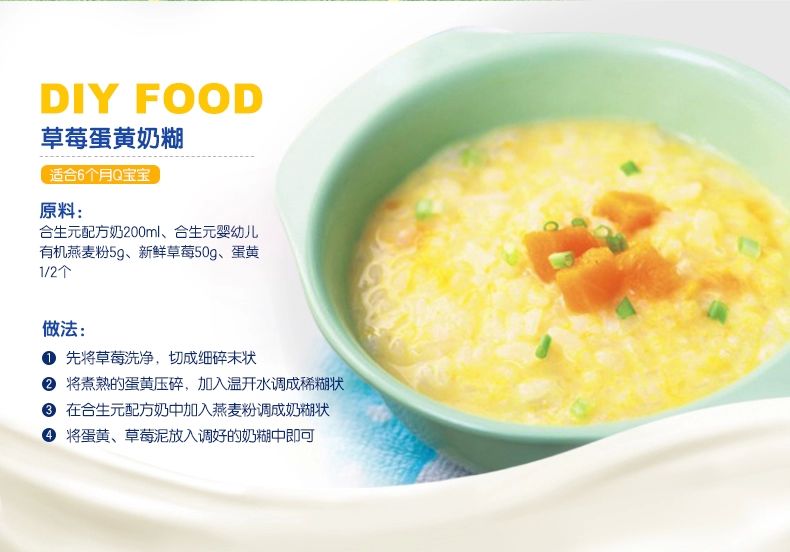 DIY FOOD
草莓蛋黄奶糊
适合6个月Q宝宝
原料：
合生元配方奶200ml、合生元婴幼儿
有机燕麦粉5g、新鲜草莓50g、蛋黄
1/2个
做法：
1 先将草莓洗净，切成细碎末状
2 将煮熟的蛋黄压碎，加入温开水调成稀糊状
3 在合生元配方奶中加入燕麦粉调成奶糊状
4 将蛋黄、草莓泥放入调好的奶糊中即可